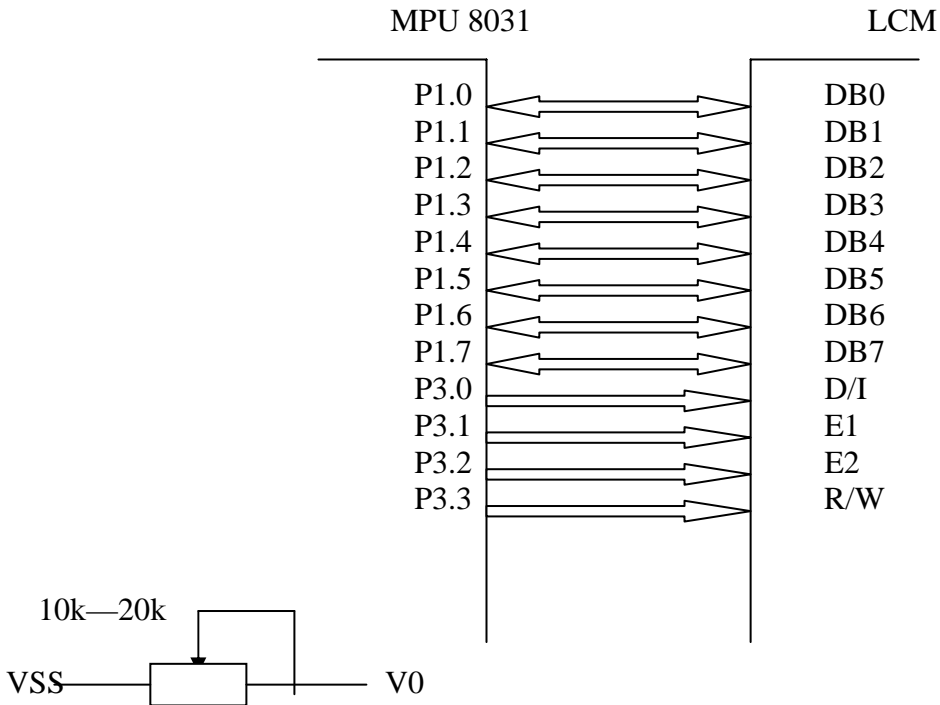 MPU 8031 LCM
P1.0 DB0
P1.1 DB1
P1.2 DB2
P1.3 DB3
P1.4 DB4
P1.5 DB5
P1.6 DB6
P1.7 DB7
P3.0 D/I
P3.1 E1
P3.2 E2
P3.3 R/W
10k—20k
VSS V0